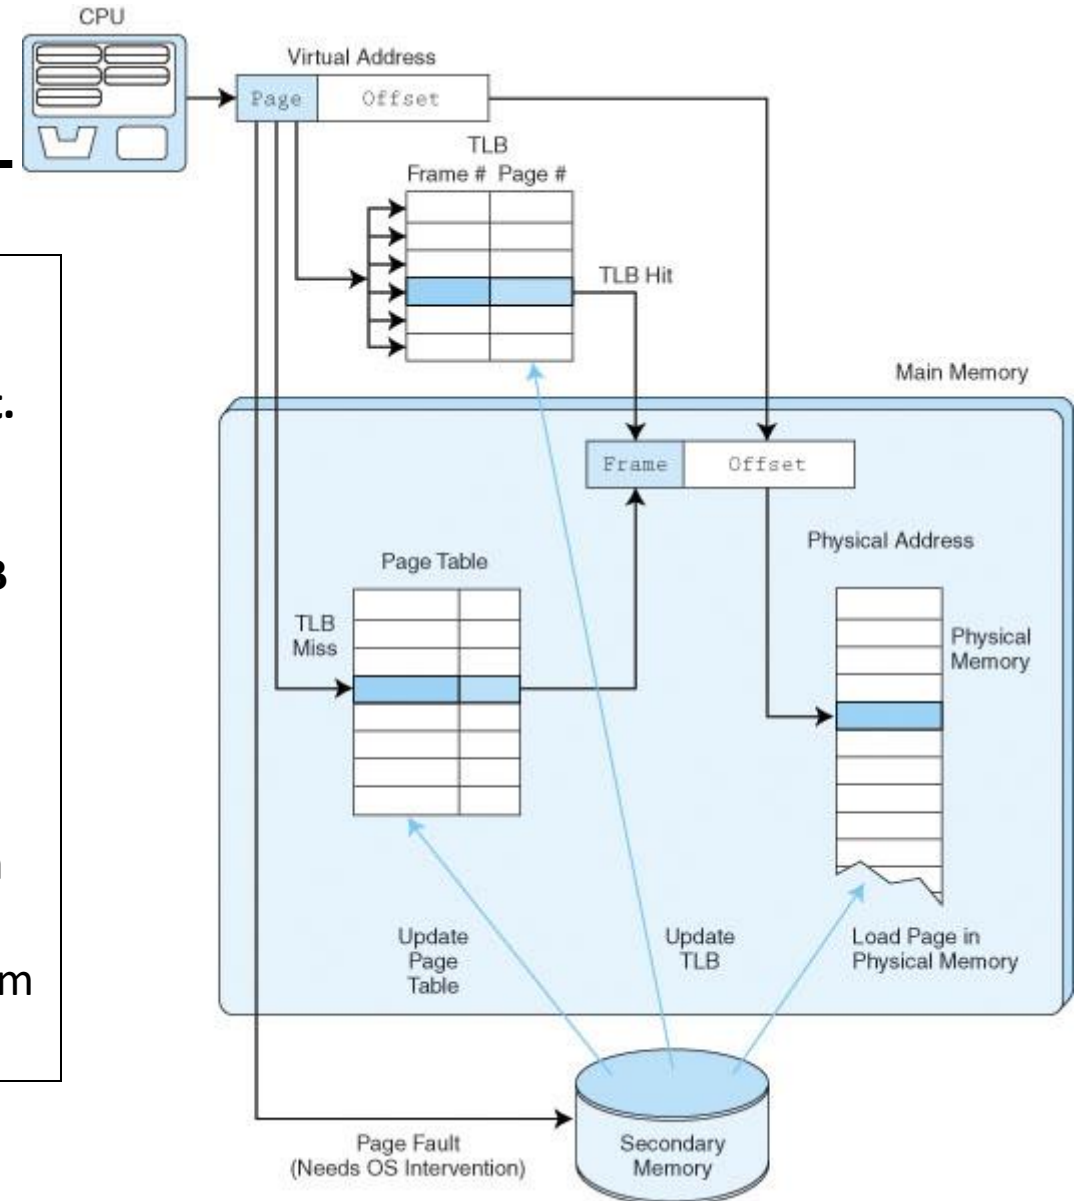 CPU
Virtual Address
Page Offset
TLB
Frame # Page #
TLB Hit
Main Memory
Frame Offset
Physical Address
Page Table
TLB
Miss
Physical
Memory
Update
Page
Table
Update
TLB
Load Page in
Physical Memory
Page Fault
(Needs OS Intervention)
Secondary
Memory